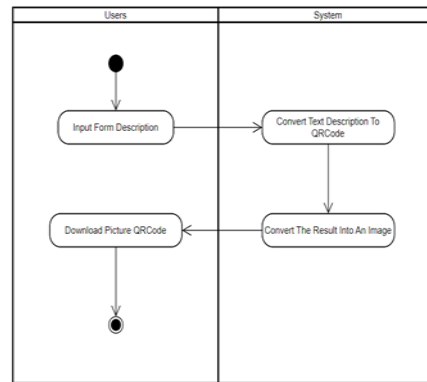 Users
System
Input Form Description
Convert Text Description To
QRCode
Convert The Result Into An Image
Download Picture QRCode